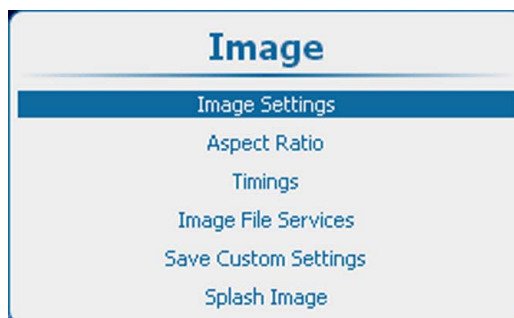 Image
Image Settings
Aspect Ratio
Timings
Image File Services
Save Custom Settings
Splash Image